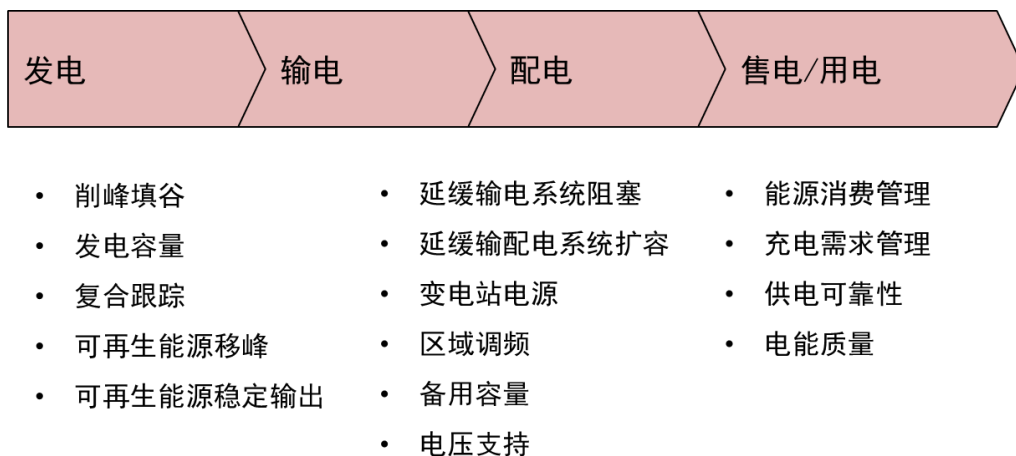 发电
输电
配电
售电/用电
• 削峰填谷
• 发电容量
• 复合跟踪
• 可再生能源移峰
• 可再生能源稳定输出
• 延缓输电系统阻塞
• 延缓输配电系统扩容
• 变电站电源
• 区域调频
• 备用容量
• 电压支持
• 能源消费管理
• 充电需求管理
• 供电可靠性
• 电能质量